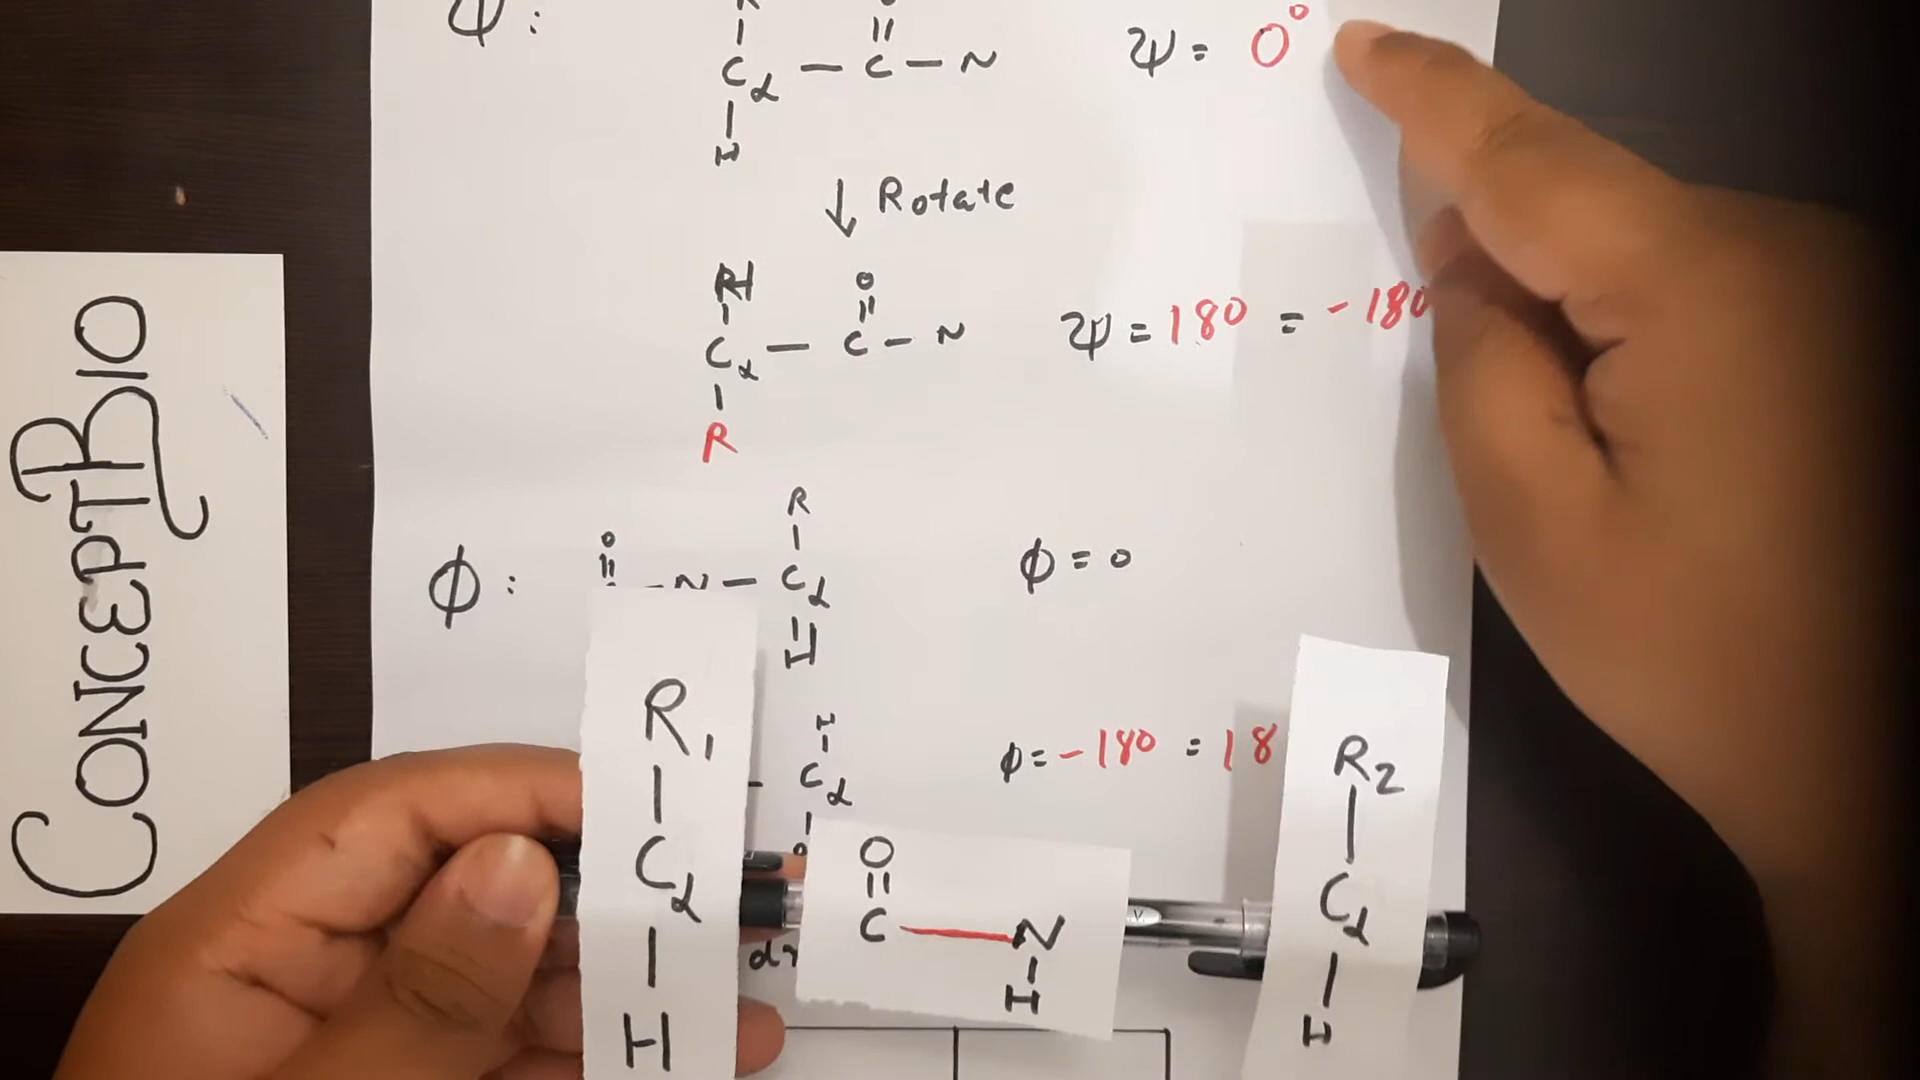 ψ:
R
O
Cα — C — N
ψ = 0°
H
↓ Rotate
H
O
Cα — C — N
ψ = 180 = -180
R
R
O
φ:
— N — Cα
φ = 0
H
H
Cα
φ = -180 = 18
R1
Cα
H
O
C — N
H
R2
Cα
H
CONCEPTBIO